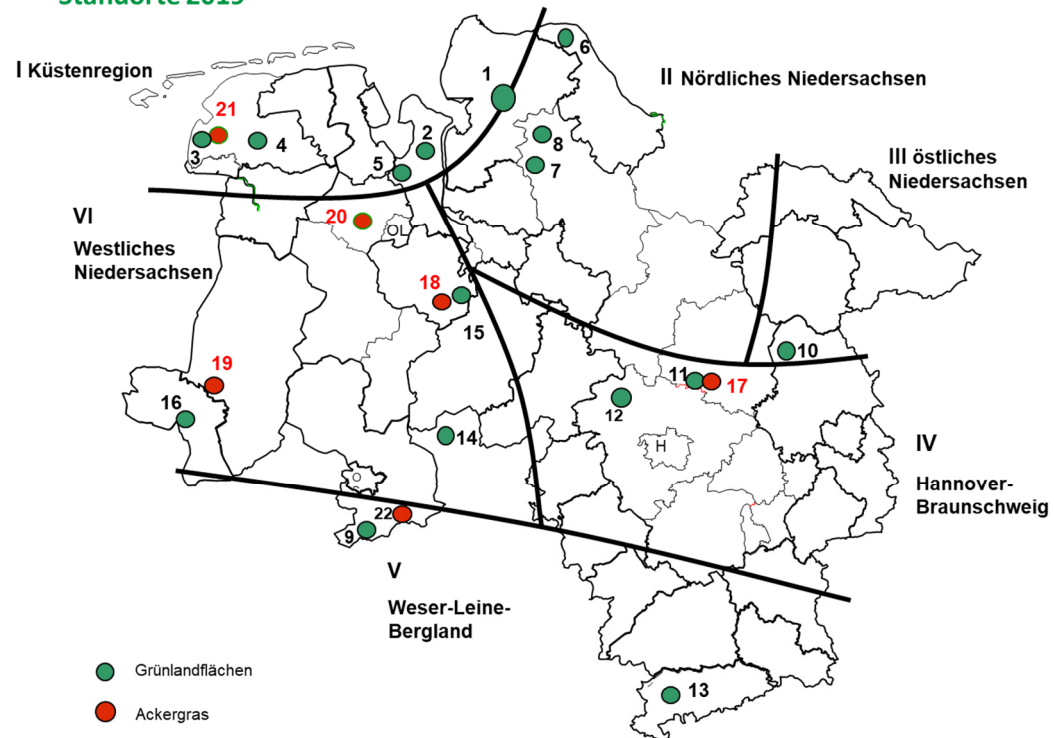 Standorte 2019
6
I Küstenregion
1
II Nördliches Niedersachsen
21
2
8
3
4
5
7
III östliches
Niedersachsen
VI
20
OL
Westliches
Niedersachsen
18
15
10
19
11
17
16
12
14
H
IV
O
Hannover-
Braunschweig
22
9
V
Weser-Leine-
Bergland
Grünlandflächen
13
Ackergras